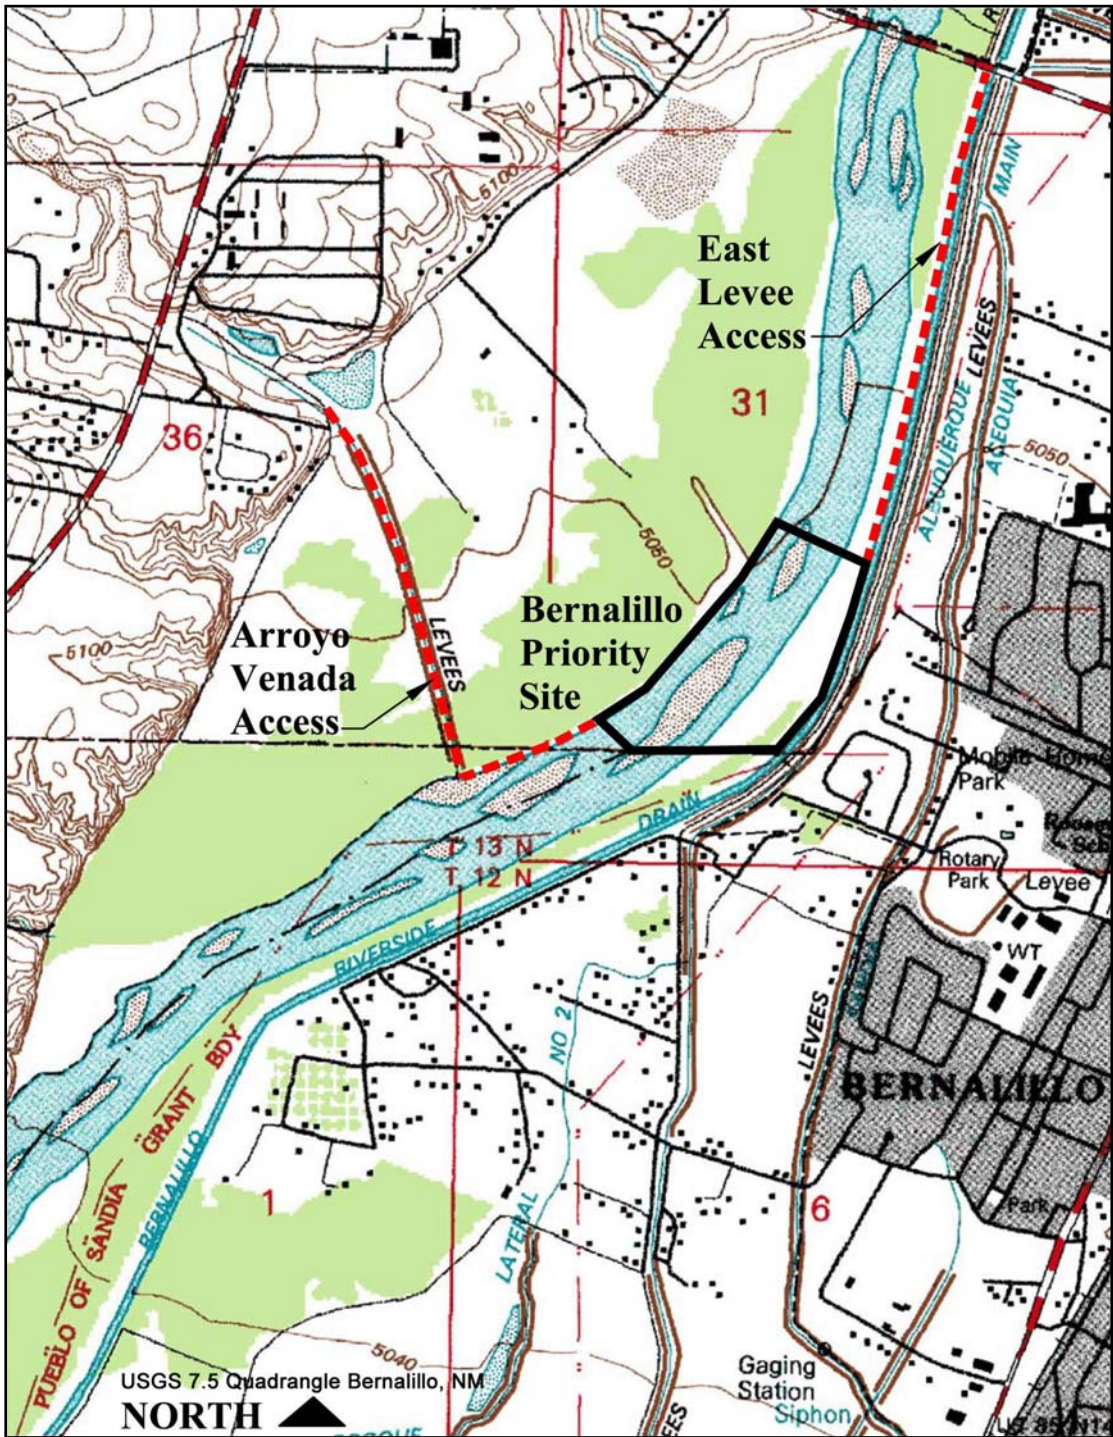 5100
MAIN
East
Levee
Access
31
LEVEES
ALBUQUERQUE
ACEQUIA
36
5050
5050
Arroyo
Venada
Access
LEVEES
Bernalillo
Priority
Site
5100
Mobile Home
Park
DRAIN
T 13 N
T 12 N
Rotary
Park
Levee
WT
RIVERSIDE
NO 2
LEVEES
BERNALILLO
PUEBLO OF SANDIA GRANT BDY
BERNALILLO
1
LATERAL
6
Park
5040
Gaging
Station
Siphon
USGS 7.5 Quadrangle Bernalillo, NM
NORTH